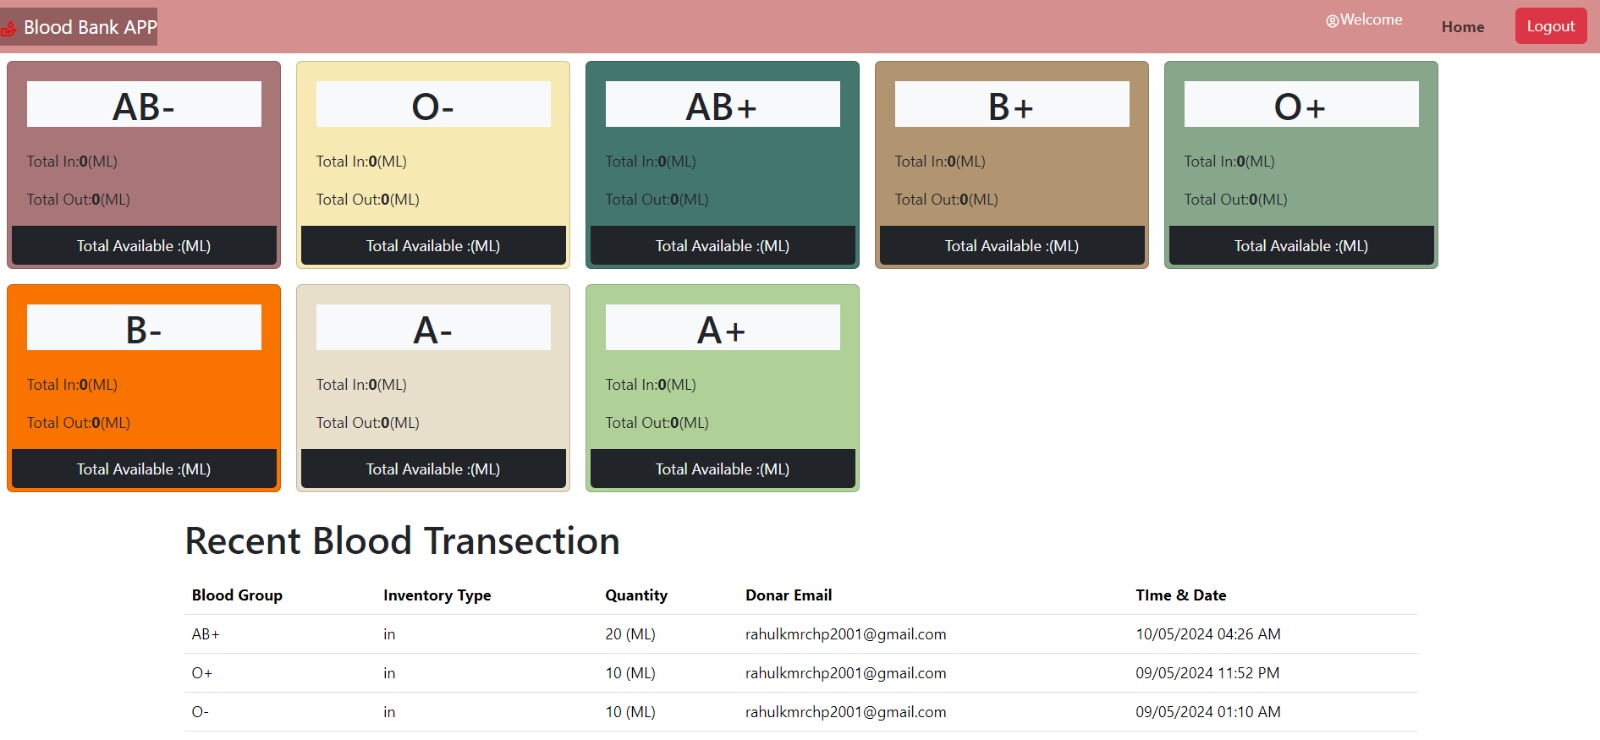 Blood Bank APP
Welcome Home Logout
AB- O- AB+ B+ O+
Total In:0(ML) Total In:0(ML) Total In:0(ML) Total In:0(ML) Total In:0(ML)
Total Out:0(ML) Total Out:0(ML) Total Out:0(ML) Total Out:0(ML) Total Out:0(ML)
Total Available :(ML) Total Available :(ML) Total Available :(ML) Total Available :(ML) Total Available :(ML)
B- A- A+
Total In:0(ML) Total In:0(ML) Total In:0(ML)
Total Out:0(ML) Total Out:0(ML) Total Out:0(ML)
Total Available :(ML) Total Available :(ML) Total Available :(ML)
Recent Blood Transection
Blood Group Inventory Type Quantity Donar Email TIme & Date
AB+ in 20 (ML) rahulkmrchp2001@gmail.com 10/05/2024 04:26 AM
O+ in 10 (ML) rahulkmrchp2001@gmail.com 09/05/2024 11:52 PM
O- in 10 (ML) rahulkmrchp2001@gmail.com 09/05/2024 01:10 AM